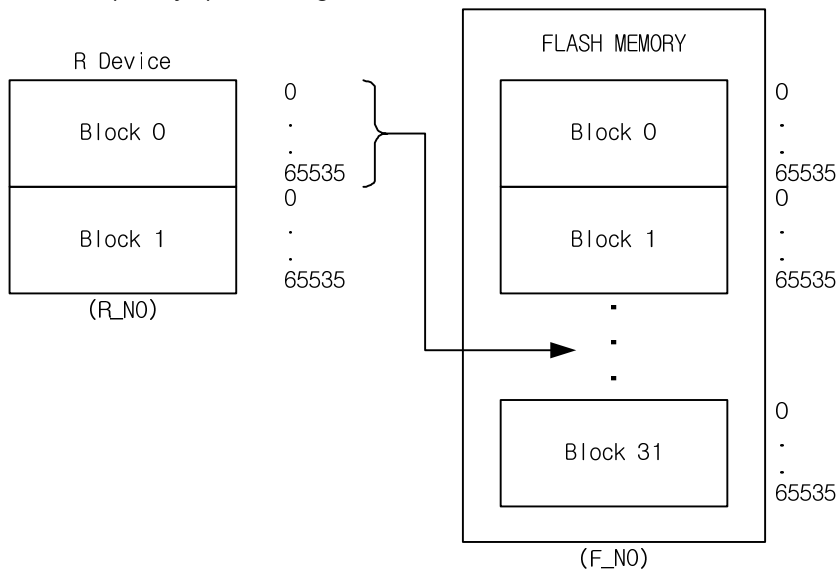 R Device
Block 0
0
.
.
65535
Block 1
0
.
.
65535
(R_NO)
FLASH MEMORY
Block 0
0
.
.
65535
Block 1
0
.
.
65535
.
.
.
Block 31
0
.
.
65535
(F_NO)